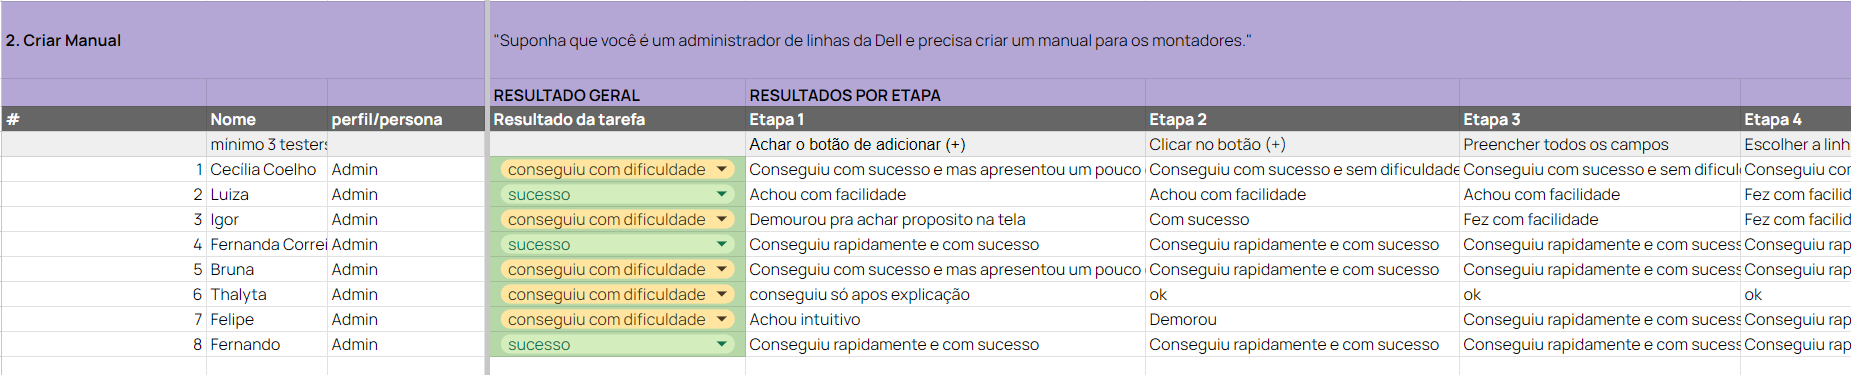 2. Criar Manual "Suponha que você é um administrador de linhas da Dell e precisa criar um manual para os montadores."
RESULTADO GERAL RESULTADOS POR ETAPA
# Nome perfil/persona Resultado da tarefa Etapa 1 Etapa 2 Etapa 3 Etapa 4
mínimo 3 testers Achar o botão de adicionar (+) Clicar no botão (+) Preencher todos os campos Escolher a linh
1 Cecília Coelho Admin conseguiu com dificuldade Conseguiu com sucesso e mas apresentou um pouco Conseguiu com sucesso e sem dificuldade Conseguiu com sucesso e sem dificul Conseguiu con
2 Luiza Admin sucesso Achou com facilidade Achou com facilidade Achou com facilidade Fez com facilid
3 Igor Admin conseguiu com dificuldade Demourou pra achar proposito na tela Com sucesso Fez com facilidade Fez com facilid
4 Fernanda Correi Admin sucesso Conseguiu rapidamente e com sucesso Conseguiu rapidamente e com sucesso Conseguiu rapidamente e com sucess Conseguiu rap
5 Bruna Admin conseguiu com dificuldade Conseguiu com sucesso e mas apresentou um pouco Conseguiu rapidamente e com sucesso Conseguiu rapidamente e com sucess Conseguiu rap
6 Thalyta Admin conseguiu com dificuldade conseguiu só apos explicação ok ok ok
7 Felipe Admin conseguiu com dificuldade Achou intuitivo Demorou Conseguiu rapidamente e com sucess Conseguiu rap
8 Fernando Admin sucesso Conseguiu rapidamente e com sucesso Conseguiu rapidamente e com sucesso Conseguiu rapidamente e com sucess Conseguiu rap